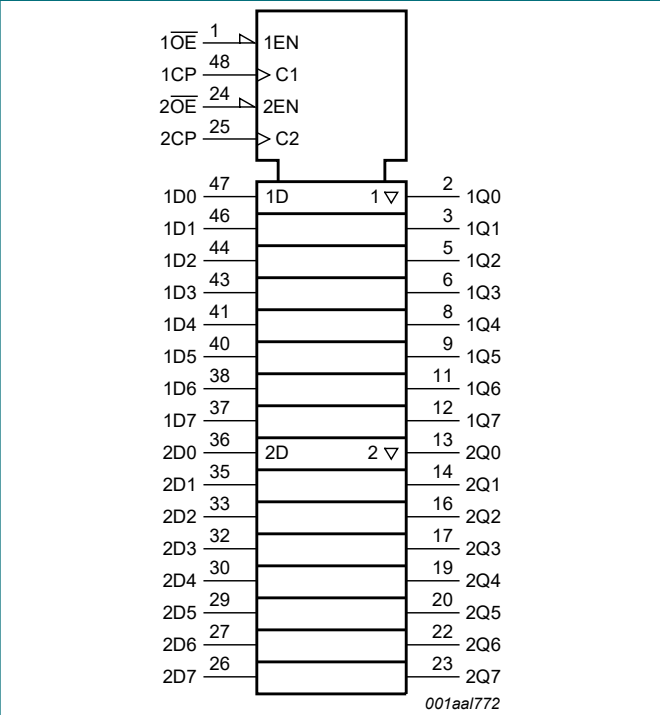 1O̅E̅ 1 1EN
1CP 48 C1
2O̅E̅ 24 2EN
2CP 25 C2
1D0 47 1D 1 ▽ 2 1Q0
1D1 46 3 1Q1
1D2 44 5 1Q2
1D3 43 6 1Q3
1D4 41 8 1Q4
1D5 40 9 1Q5
1D6 38 11 1Q6
1D7 37 12 1Q7
2D0 36 2D 2 ▽ 13 2Q0
2D1 35 14 2Q1
2D2 33 16 2Q2
2D3 32 17 2Q3
2D4 30 19 2Q4
2D5 29 20 2Q5
2D6 27 22 2Q6
2D7 26 23 2Q7
001aal772